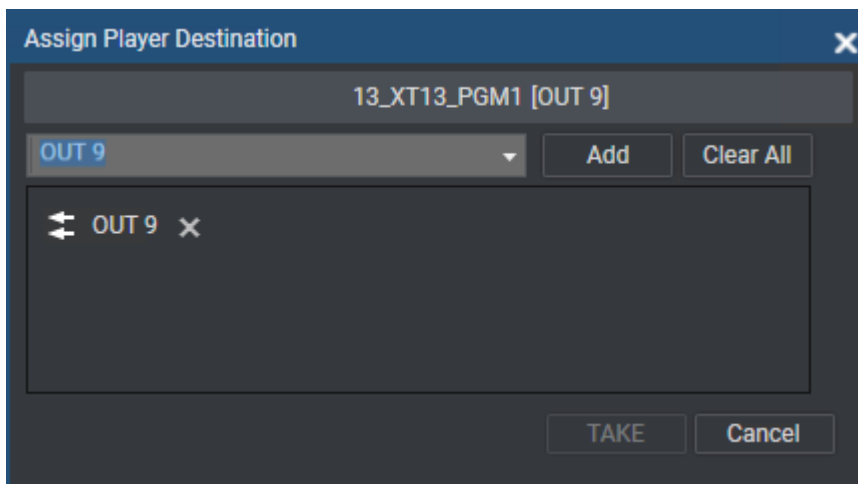 Assign Player Destination
13_XT13_PGM1 [OUT 9]
OUT 9 Add Clear All
OUT 9
TAKE Cancel